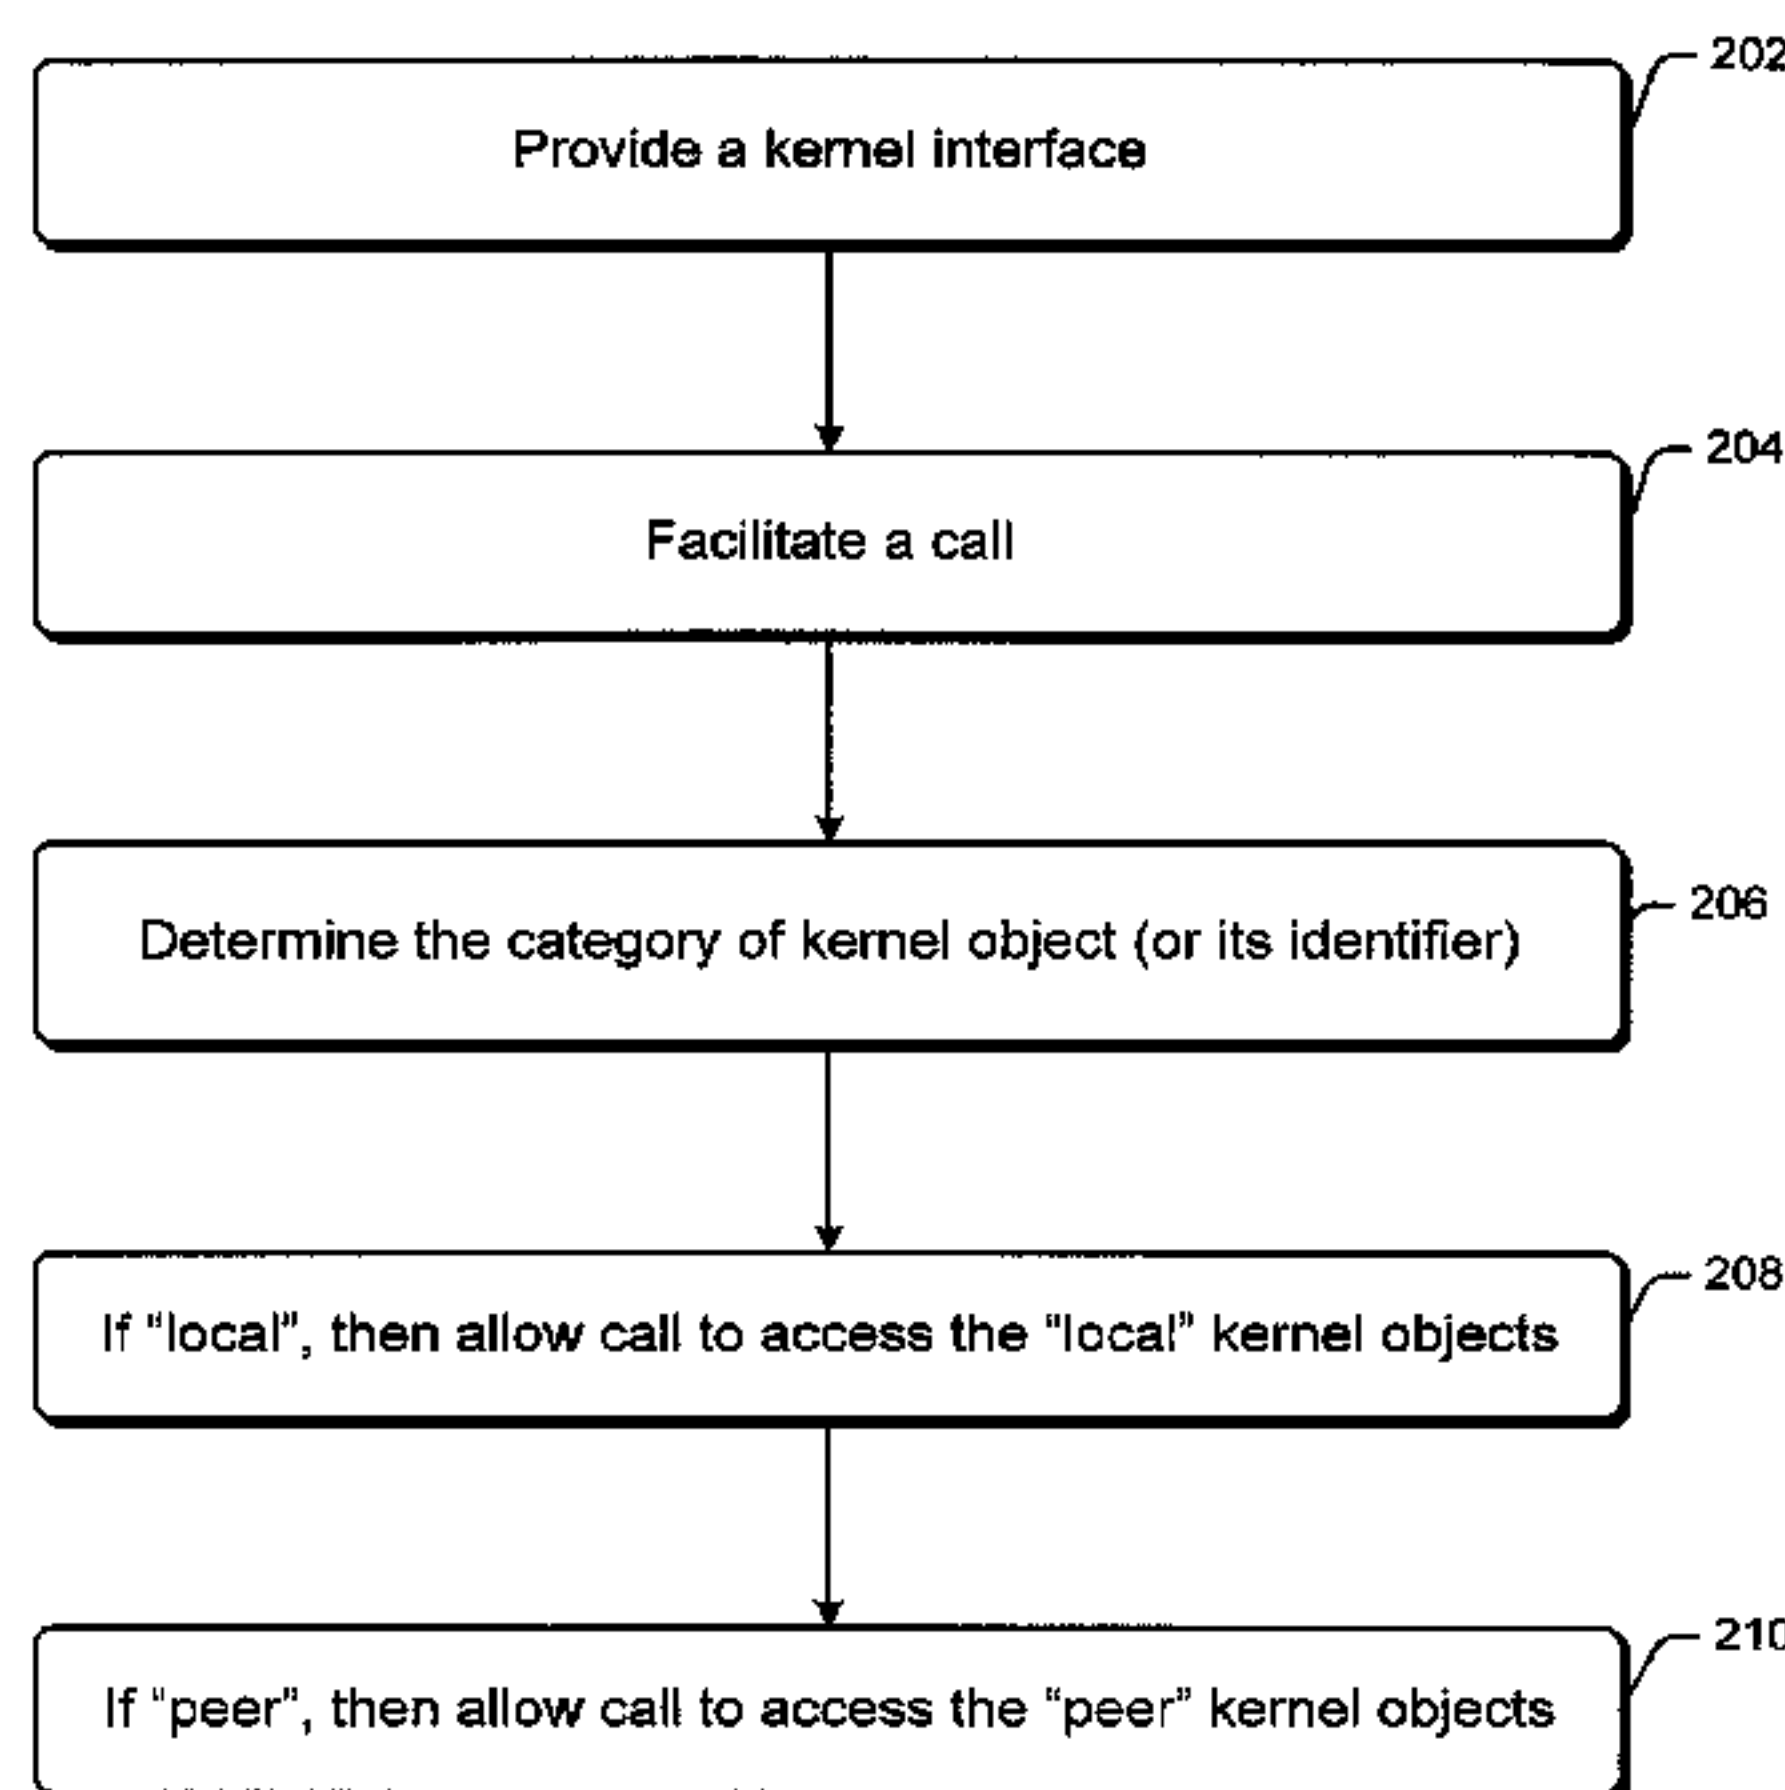 202
Provide a kernel interface
204
Facilitate a call
206
Determine the category of kernel object (or its identifier)
208
If “local”, then allow call to access the “local” kernel objects
210
If “peer”, then allow call to access the “peer” kernel objects